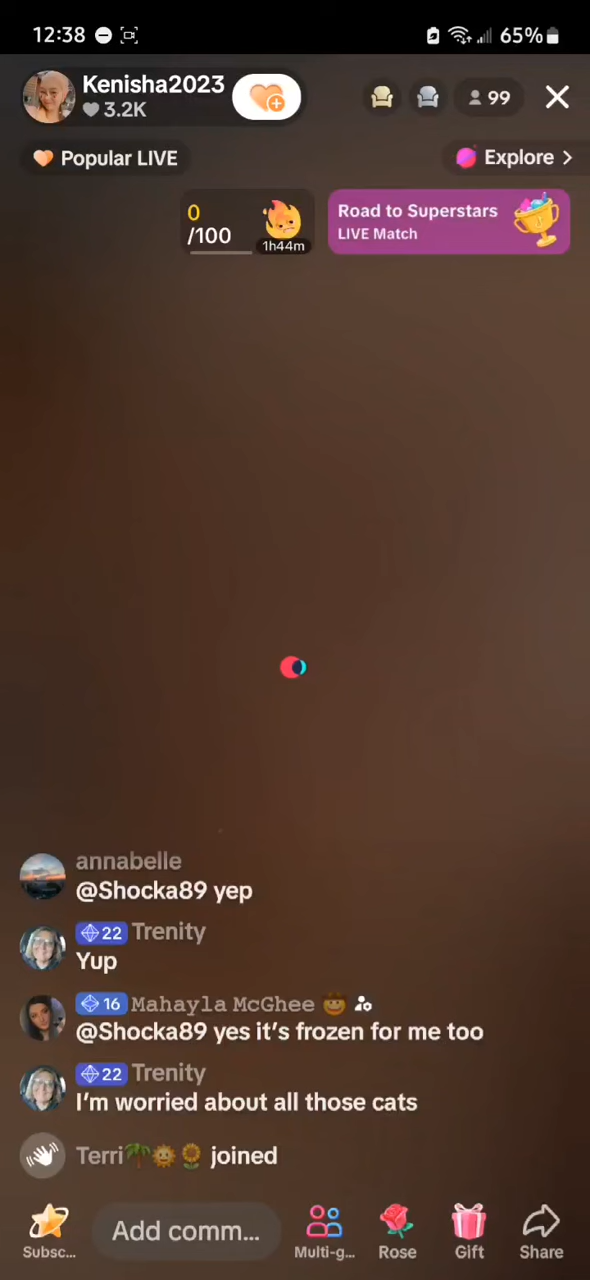 12:38
65%
Kenisha2023
3.2K
99
Popular LIVE
Explore >
0
/100
1h44m
Road to Superstars
LIVE Match
annabelle
@Shocka89 yep
22 Trenity
Yup
16 Mahayla McGhee
@Shocka89 yes it's frozen for me too
22 Trenity
I'm worried about all those cats
Terri joined
Add comm...
Subsc...
Multi-g...
Rose
Gift
Share